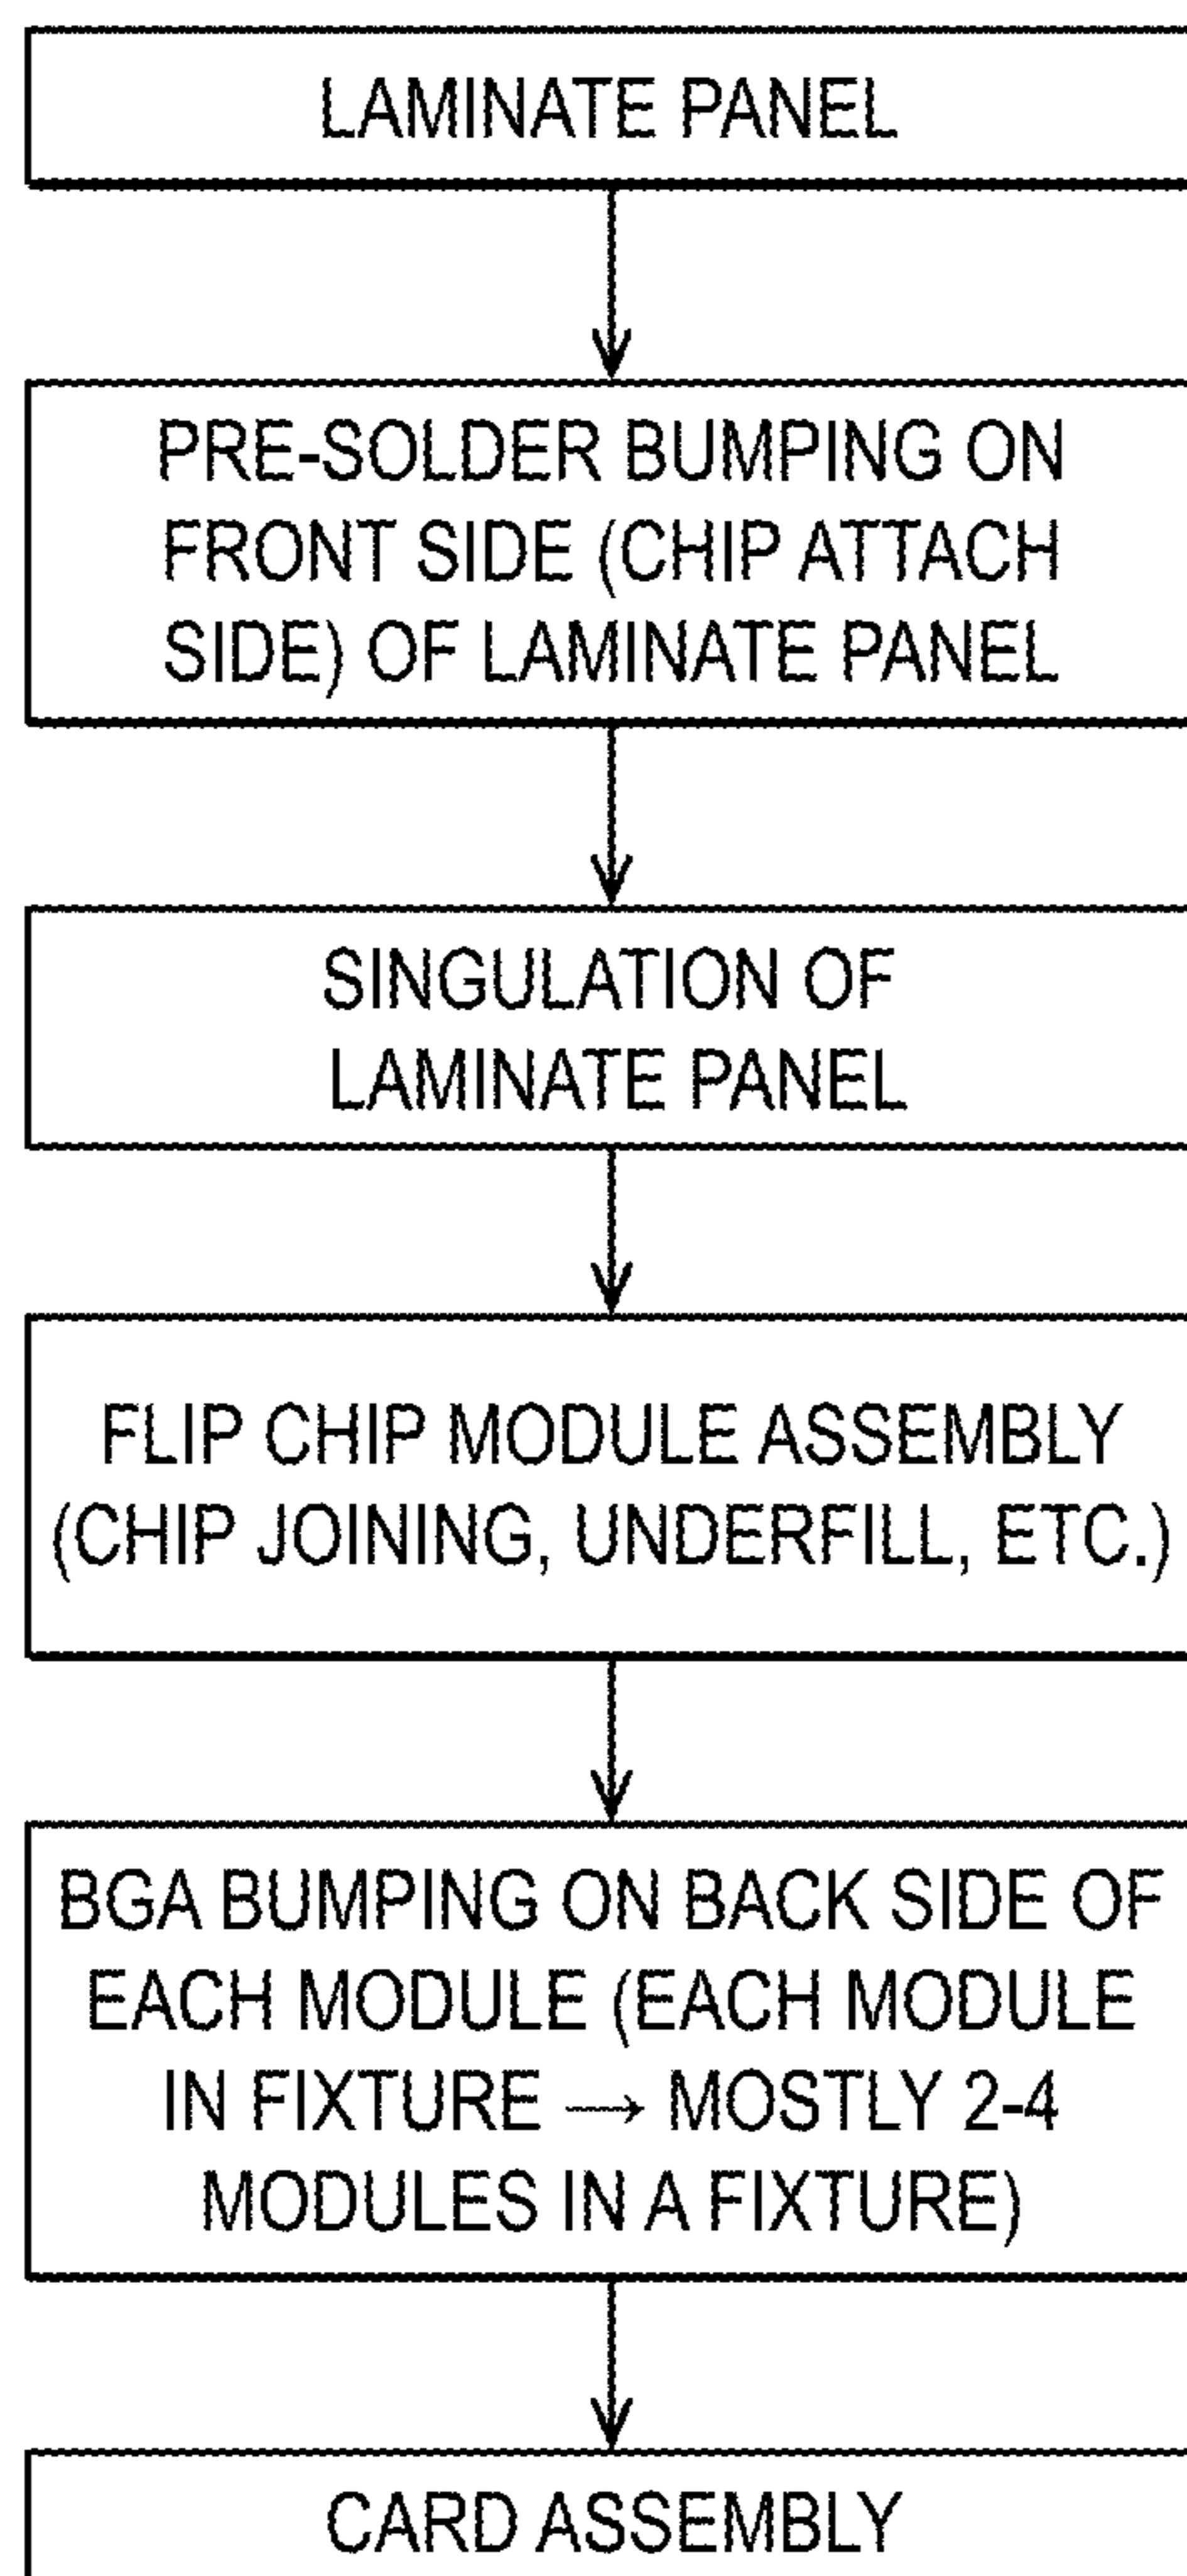 LAMINATE PANEL
PRE-SOLDER BUMPING ON
FRONT SIDE (CHIP ATTACH
SIDE) OF LAMINATE PANEL
SINGULATION OF
LAMINATE PANEL
FLIP CHIP MODULE ASSEMBLY
(CHIP JOINING, UNDERFILL, ETC.)
BGA BUMPING ON BACK SIDE OF
EACH MODULE (EACH MODULE
IN FIXTURE → MOSTLY 2-4
MODULES IN A FIXTURE)
CARD ASSEMBLY